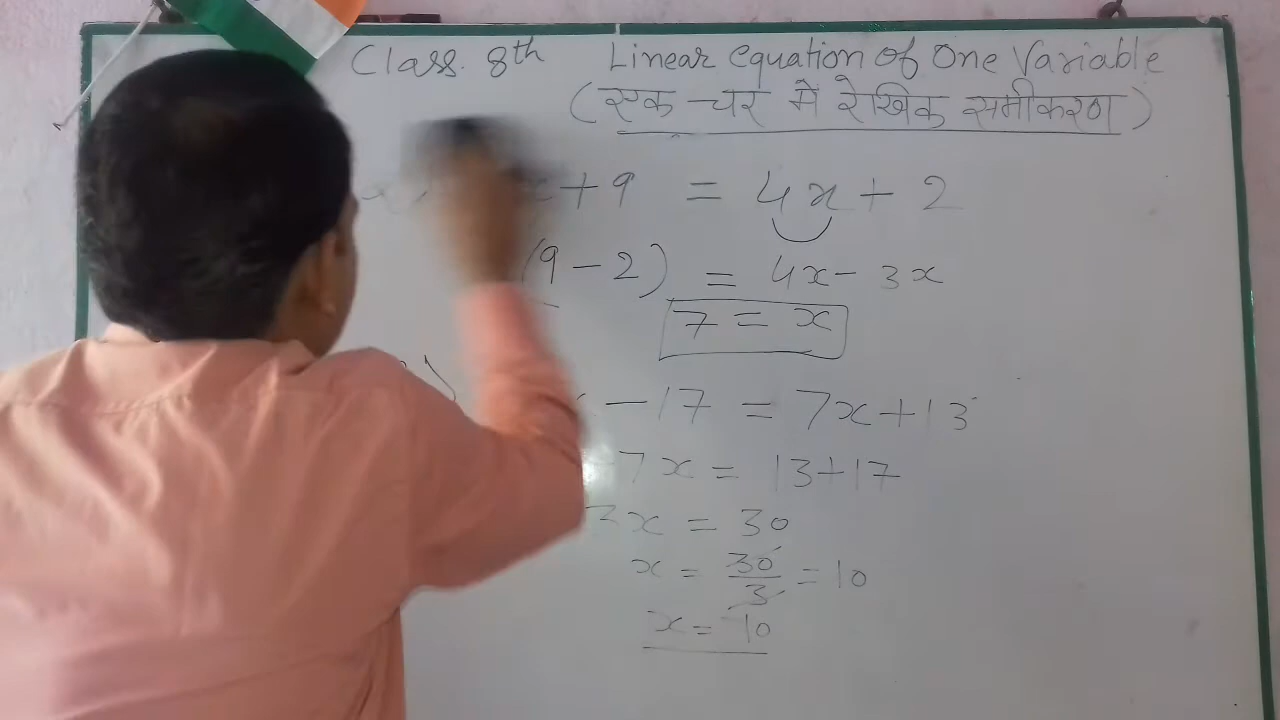 Class. 8th Linear equation of One Variable
(एक चर में रेखिक समीकरण)
x + 9 = 4x + 2
(9 - 2) = 4x - 3x
7 = x
- 17 = 7x + 13
- 7x = 13 + 17
3x = 30
x = 30/3 = 10
x = 10